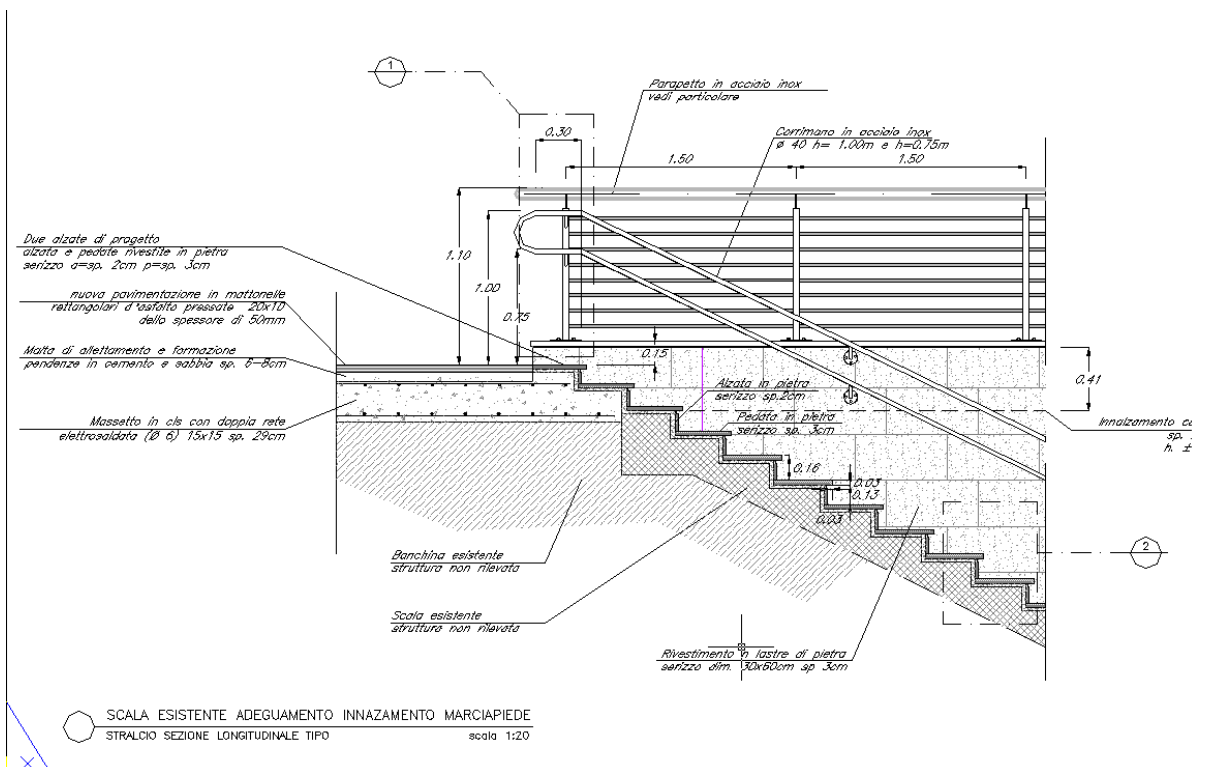 1
Parapetto in acciaio inox
vedi particolare
0.30
Corrimano in acciaio inox
ø 40 h= 1.00m e h=0.75m
1.50
1.50
Due alzate di progetto
alzata e pedate rivestite in pietra
serizzo a=sp. 2cm p=sp. 3cm
1.10
1.00
0.75
nuova pavimentazione in mattonelle
rettangolari d'asfalto pressate 20x10
dello spessore di 50mm
Malta di allettamento e formazione
pendenze in cemento e sabbia sp. 6-8cm
0.15
0.41
Alzata in pietra
serizzo sp.2cm
Pedata in pietra
serizzo sp. 3cm
Massetto in cls con doppia rete
elettrosaldata (Ø 6) 15x15 sp. 29cm
Innalzamento
sp.
h. ±
0.16
0.03
0.13
0.03
Banchina esistente
struttura non rilevata
2
Scala esistente
struttura non rilevata
Rivestimento in lastre di pietra
serizzo dim. 30x60cm sp 3cm
SCALA ESISTENTE ADEGUAMENTO INNAZAMENTO MARCIAPIEDE
STRALCIO SEZIONE LONGITUDINALE TIPO scala 1:20